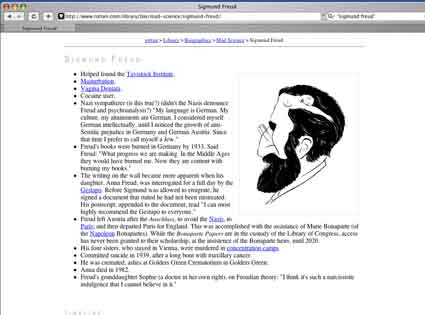 Sigmund Freud
http://www.rotten.com/library/bio/mad-science/sigmund-freud/
"sigmund freud"
Sigmund Freud
rotten > Library > Biographies > Mad Science > Sigmund Freud
SIGMUND FREUD
Helped found the Tavistock Institute.
Masturbation.
Vagina Dentata.
Cocaine user.
Nazi sympathizer (is this true?) (didn't the Nazis denounce
Freud and psychoanalysis?) "My language is German. My
culture, my attainments are German. I considered myself
German intellectually, until I noticed the growth of anti-
Semitic prejudice in Germany and German Austria. Since
that time I prefer to call myself a Jew."
Freud's books were burned in Germany by 1933. Said
Freud: "What progress we are making. In the Middle Ages
they would have burned me. Now they are content with
burning my books."
The writing on the wall became more apparent when his
daughter, Anna Freud, was interrogated for a full day by the
Gestapo. Before Sigmund was allowed to emigrate, he
signed a document that stated he had not been mistreated.
His postscript, appended to the document, read "I can most
highly recommend the Gestapo to everyone."
Freud left Austria after the Anschluss, to avoid the Nazis, to
Paris; and then departed Paris for England. This was accomplished with the assistance of Marie Bonaparte (of
the Napoleon Bonapartes). While the Bonaparte Papers are in the custody of the Library of Congress, access
has never been granted to their scholarship, at the insistence of the Bonaparte heirs, until 2020.
His four sisters, who stayed in Vienna, were murdered in concentration camps.
Committed suicide in 1939, after a long bout with maxillary cancer.
He was cremated, ashes at Golders Green Crematorium in Golders Green.
Anna died in 1982.
Freud's granddaughter Sophie (a doctor in her own right), on Freudian theory: "I think it's such a narcissistic
indulgence that I cannot believe in it."
TIMELINE